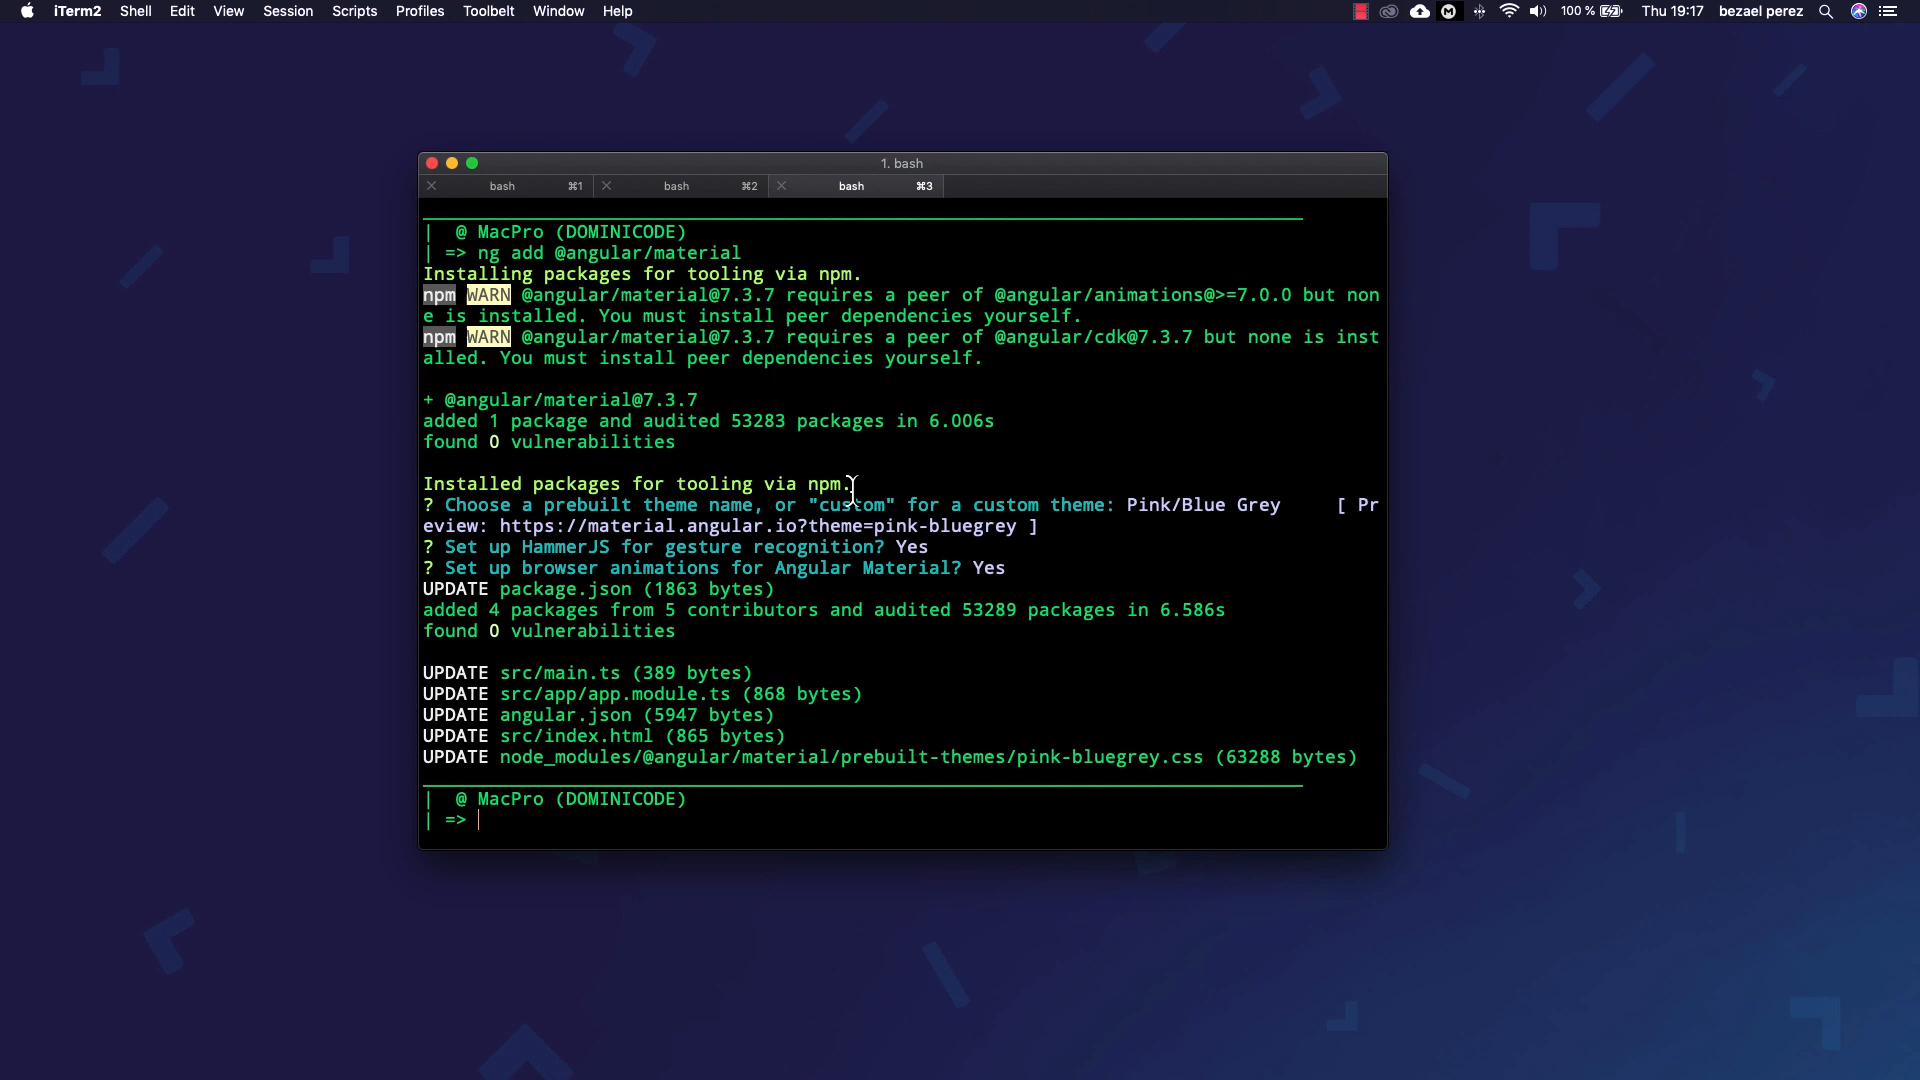 iTerm2 Shell Edit View Session Scripts Profiles Toolbelt Window Help 100 % Thu 19:17 bezael perez
1. bash
bash ⌘1 bash ⌘2 bash ⌘3
| @ MacPro (DOMINICODE)
| => ng add @angular/material
Installing packages for tooling via npm.
npm WARN @angular/material@7.3.7 requires a peer of @angular/animations@>=7.0.0 but non
e is installed. You must install peer dependencies yourself.
npm WARN @angular/material@7.3.7 requires a peer of @angular/cdk@7.3.7 but none is inst
alled. You must install peer dependencies yourself.
+ @angular/material@7.3.7
added 1 package and audited 53283 packages in 6.006s
found 0 vulnerabilities
Installed packages for tooling via npm.
? Choose a prebuilt theme name, or "custom" for a custom theme: Pink/Blue Grey [ Pr
eview: https://material.angular.io?theme=pink-bluegrey ]
? Set up HammerJS for gesture recognition? Yes
? Set up browser animations for Angular Material? Yes
UPDATE package.json (1863 bytes)
added 4 packages from 5 contributors and audited 53289 packages in 6.586s
found 0 vulnerabilities
UPDATE src/main.ts (389 bytes)
UPDATE src/app/app.module.ts (868 bytes)
UPDATE angular.json (5947 bytes)
UPDATE src/index.html (865 bytes)
UPDATE node_modules/@angular/material/prebuilt-themes/pink-bluegrey.css (63288 bytes)
| @ MacPro (DOMINICODE)
| =>